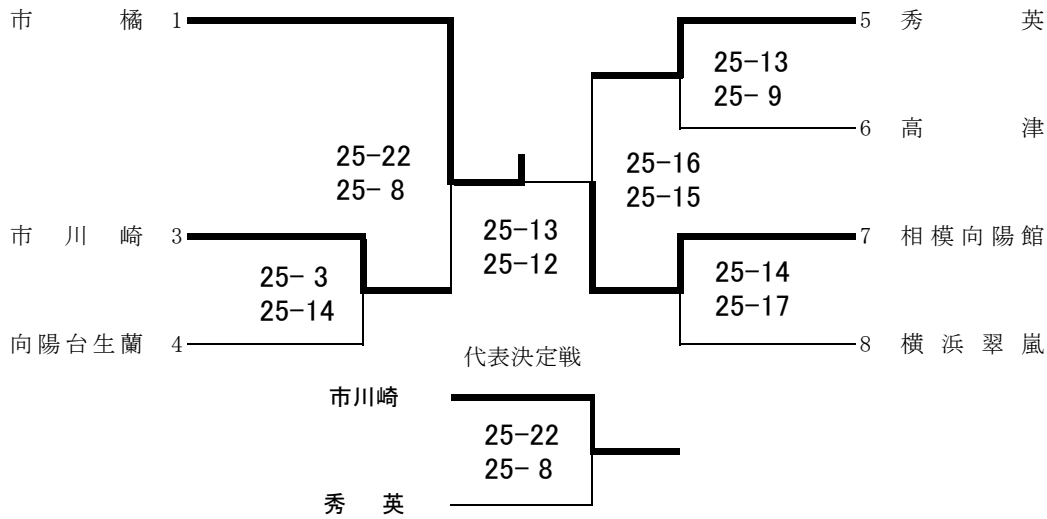 市橘 1
5 秀英
25-13
25- 9
6 高津
25-22
25- 8
25-16
25-15
市川崎 3
7 相模向陽館
25-13
25-12
25- 3
25-14
25-14
25-17
向陽台生蘭 4
8 横浜翠嵐
代表決定戦
市川崎
25-22
25- 8
秀英